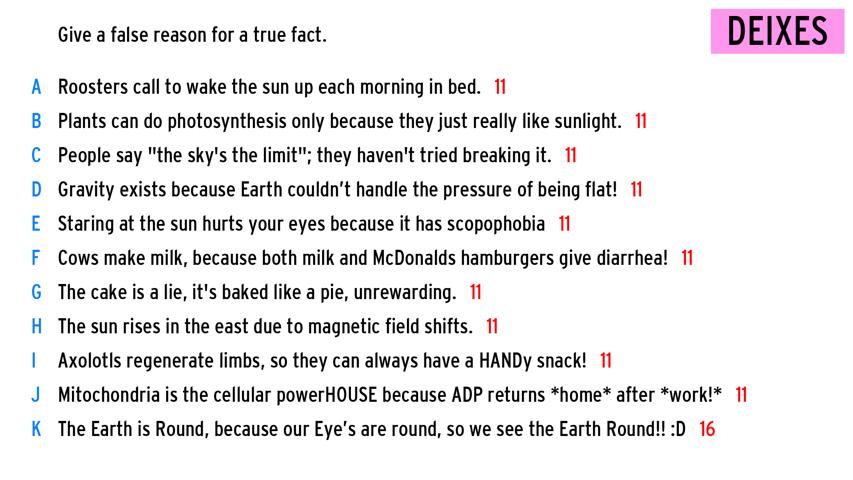 Give a false reason for a true fact.
DEIXES
A Roosters call to wake the sun up each morning in bed. 11
B Plants can do photosynthesis only because they just really like sunlight. 11
C People say "the sky's the limit"; they haven't tried breaking it. 11
D Gravity exists because Earth couldn’t handle the pressure of being flat! 11
E Staring at the sun hurts your eyes because it has scopophobia 11
F Cows make milk, because both milk and McDonalds hamburgers give diarrhea! 11
G The cake is a lie, it's baked like a pie, unrewarding. 11
H The sun rises in the east due to magnetic field shifts. 11
I Axolotls regenerate limbs, so they can always have a HANDy snack! 11
J Mitochondria is the cellular powerHOUSE because ADP returns *home* after *work!* 11
K The Earth is Round, because our Eye’s are round, so we see the Earth Round!! :D 16